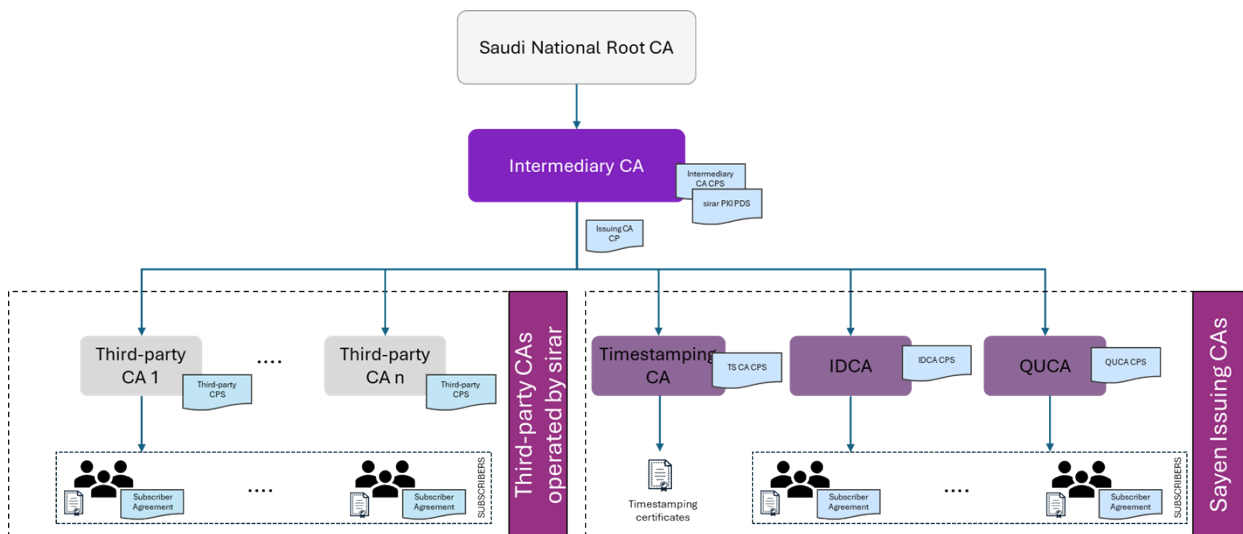 Saudi National Root CA
Intermediary CA
Intermediary
CA CPS
sirar PKI PDS
Issuing CA
CP
Third-party
CA 1
Third-party
CPS
....
Third-party
CA n
Third-party
CPS
Third-party CAs
operated by sirar
Timestamping
CA
TS CA CPS
IDCA
IDCA CPS
QUCA
QUCA CPS
Sayen Issuing CAs
Subscriber
Agreement
....
Subscriber
Agreement
SUBSCRIBERS
Timestamping
certificates
Subscriber
Agreement
....
Subscriber
Agreement
SUBSCRIBERS